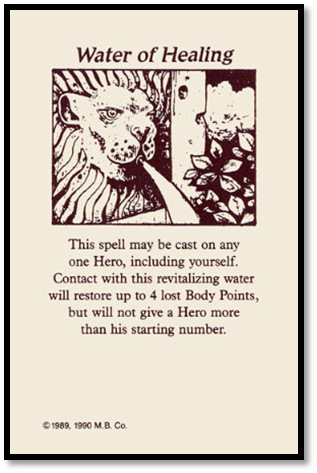 Water of Healing
This spell may be cast on any
one Hero, including yourself.
Contact with this revitalizing water
will restore up to 4 lost Body Points,
but will not give a Hero more
than his starting number.
©1989, 1990 M.B. Co.